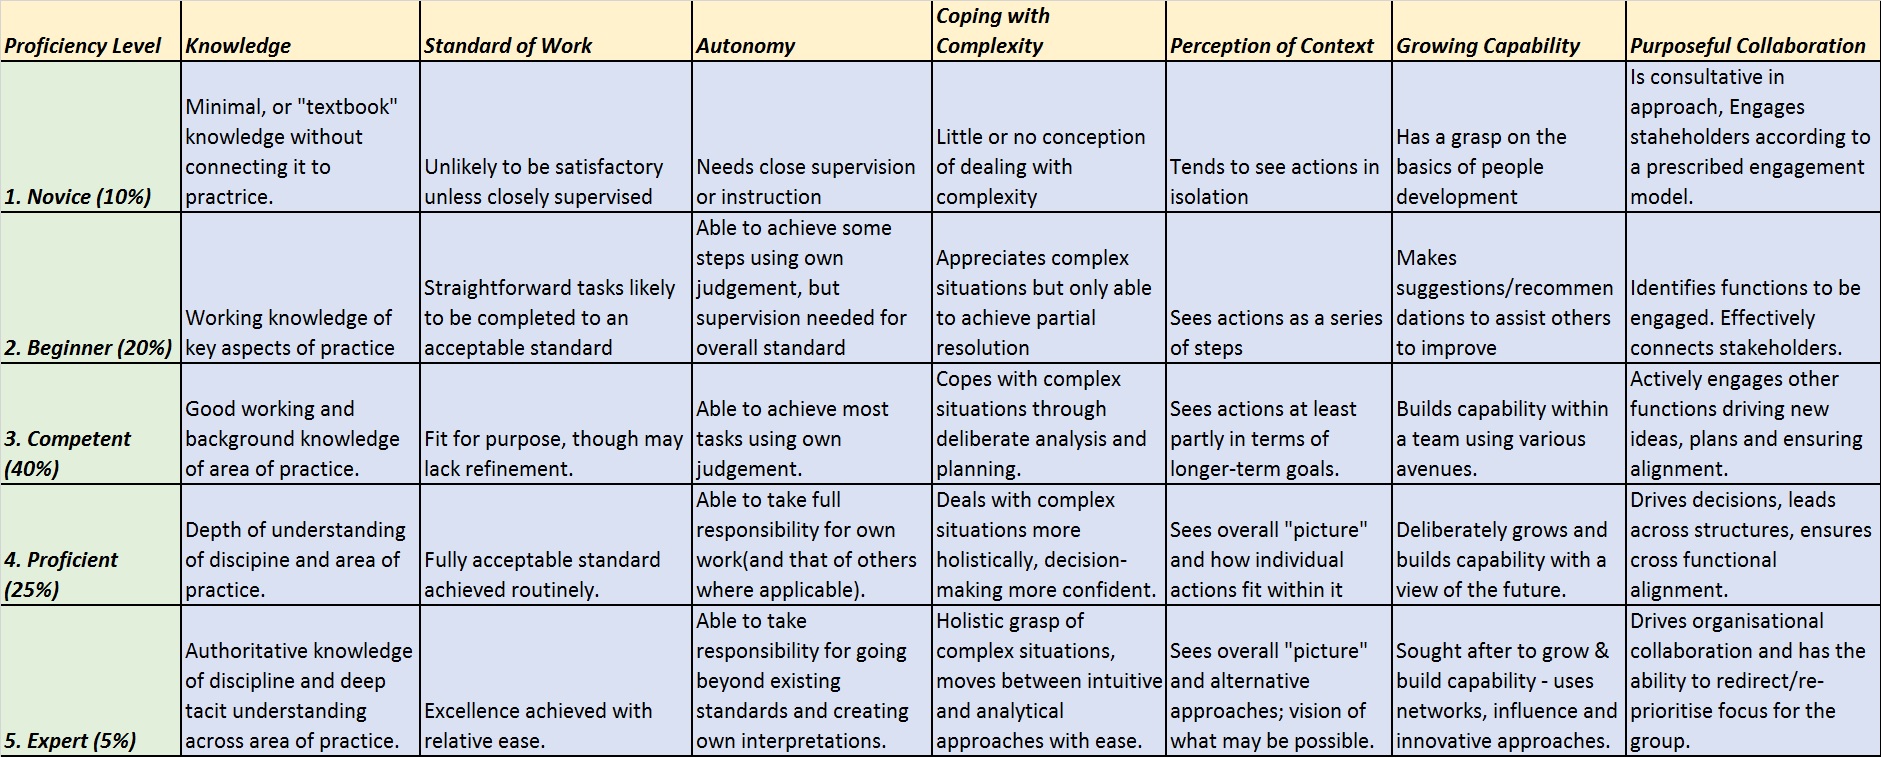 Proficiency Level
Knowledge
Standard of Work
Autonomy
Coping with
Complexity
Perception of Context
Growing Capability
Purposeful Collaboration
1. Novice (10%)
Minimal, or "textbook"
knowledge without
connecting it to
practrice.
Unlikely to be satisfactory
unless closely supervised
Needs close supervision
or instruction
Little or no conception
of dealing with
complexity
Tends to see actions in
isolation
Has a grasp on the
basics of people
development
Is consultative in
approach, Engages
staheholders according to
a prescribed engagement
model.
2. Beginner (20%)
Working knowledge of
key aspects of practice
Straightforward tasks likely
to be completed to an
acceptable standard
Able to achieve some
steps using own
judgement, but
supervision needed for
overall standard
Appreciates complex
situations but only able
to achieve partial
resolution
Sees actions as a series
of steps
Makes
suggestions/recommen
dations to assist others
to improve
Identifies functions to be
engaged. Effectively
connects stakeholders.
3. Competent
(40%)
Good working and
background knowledge
of area of practice.
Fit for purpose, though may
lack refinement.
Able to achieve most
tasks using own
judgement.
Copes with complex
situations through
deliberate analysis and
planning.
Sees actions at least
partly in terms of
longer-term goals.
Builds capability within
a team using various
avenues.
Actively engages other
functions driving new
ideas, plans and ensuring
alignment.
4. Proficient
(25%)
Depth of understanding
of discipine and area of
practice.
Fully acceptable standard
achieved routinely.
Able to take full
responsibility for own
work(and that of others
where applicable).
Deals with complex
situations more
holistically, decision-
making more confident.
Sees overall "picture"
and how individual
actions fit within it
Deliberately grows and
builds capability with a
view of the future.
Drives decisions, leads
across structures, ensures
cross functional
alignment.
5. Expert (5%)
Authoritative knowledge
of discipline and deep
tacit understanding
across area of practice.
Excellence achieved with
relative ease.
Able to take
responsibility for going
beyond existing
standards and creating
own interpretations.
Holistic grasp of
complex situations,
moves between intuitive
and analytical
approaches with ease.
Sees overall "picture"
and alternative
approaches; vision of
what may be possible.
Sought after to grow &
build capability - uses
networks, influence and
innovative approaches.
Drives organisational
collaboration and has the
ability to redirect/re-
prioritise focus for the
group.